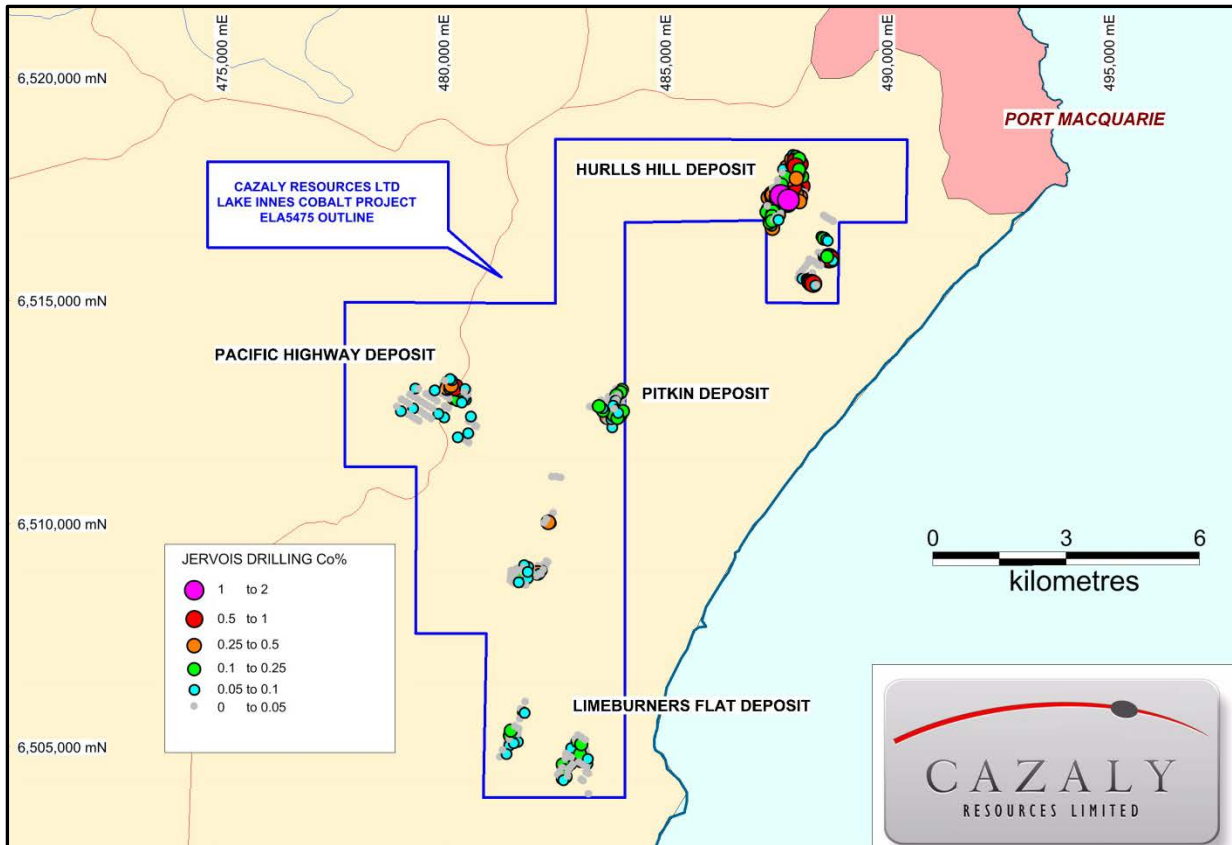 475,000 mE
480,000 mE
485,000 mE
490,000 mE
495,000 mE
6,520,000 mN
PORT MACQUARIE
HURLLS HILL DEPOSIT
CAZALY RESOURCES LTD
LAKE INNES COBALT PROJECT
ELA5475 OUTLINE
6,515,000 mN
PACIFIC HIGHWAY DEPOSIT
PITKIN DEPOSIT
6,510,000 mN
JERVOIS DRILLING Co%
1 to 2
0.5 to 1
0.25 to 0.5
0.1 to 0.25
0.05 to 0.1
0 to 0.05
0 3 6
kilometres
LIMEBURNERS FLAT DEPOSIT
6,505,000 mN
CAZALY
RESOURCES LIMITED